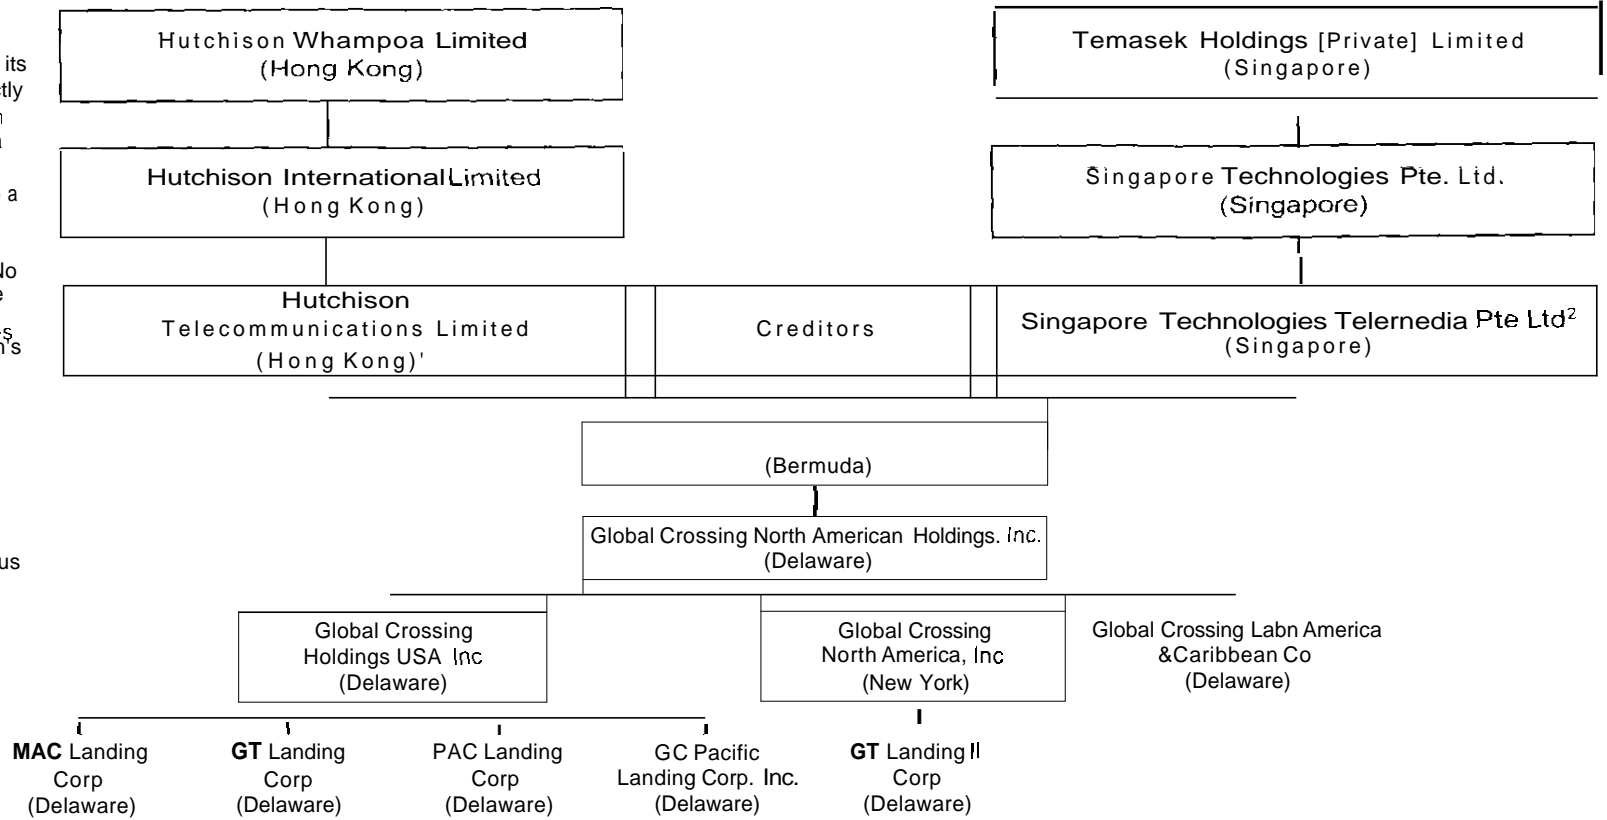 Hutchison Whampoa Limited
(Hong Kong)
Temasek Holdings [Private] Limited
(Singapore)
its
Hutchison International Limited
(Hong Kong)
Singapore Technologies Pte. Ltd.
(Singapore)
a
Hutchison
Telecommunications Limited
(Hong Kong)'
Creditors
Singapore Technologies Telernedia Pte Ltd²
(Singapore)
(Bermuda)
Global Crossing North American Holdings. Inc.
(Delaware)
us
Global Crossing
Holdings USA Inc
(Delaware)
Global Crossing
North America, Inc
(New York)
Global Crossing Labn America
&Caribbean Co
(Delaware)
MAC Landing
Corp
(Delaware)
GT Landing
Corp
(Delaware)
PAC Landing
Corp
(Delaware)
GC Pacific
Landing Corp. Inc.
(Delaware)
GT Landing II
Corp
(Delaware)